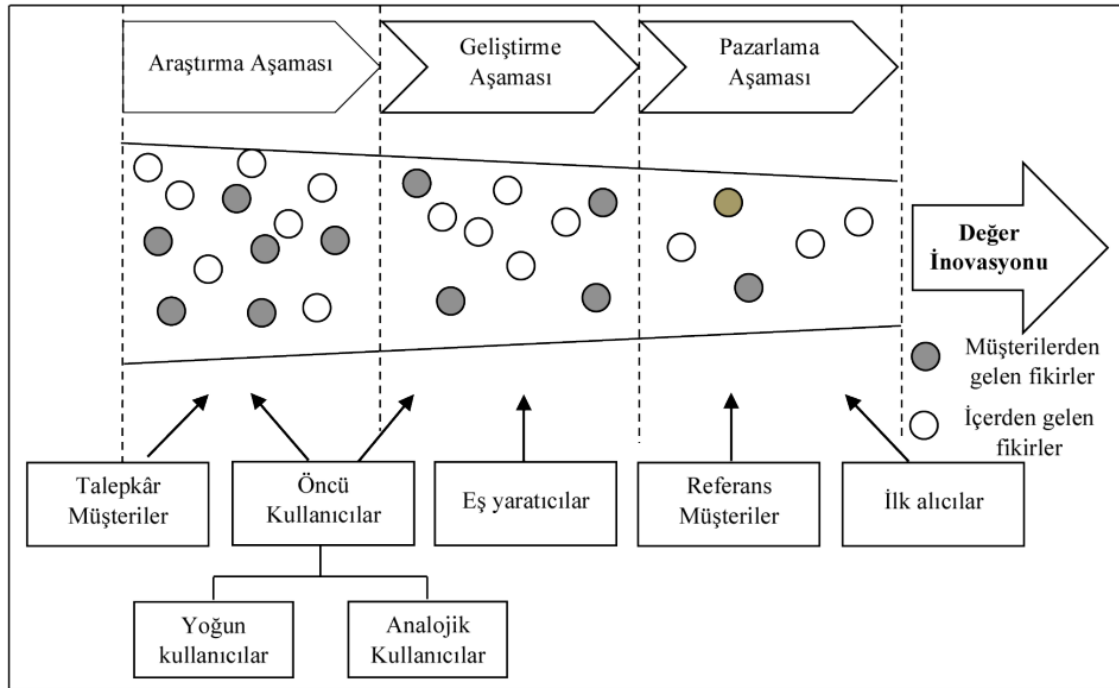 Araştırma Aşaması
Geliştirme
Aşaması
Pazarlama
Aşaması
Değer
İnovasyonu
Müşterilerden
gelen fikirler
İçerden gelen
fikirler
Talepkâr
Müşteriler
Öncü
Kullanıcılar
Eş yaratıcılar
Referans
Müşteriler
İlk alıcılar
Yoğun
kullanıcılar
Analojik
Kullanıcılar